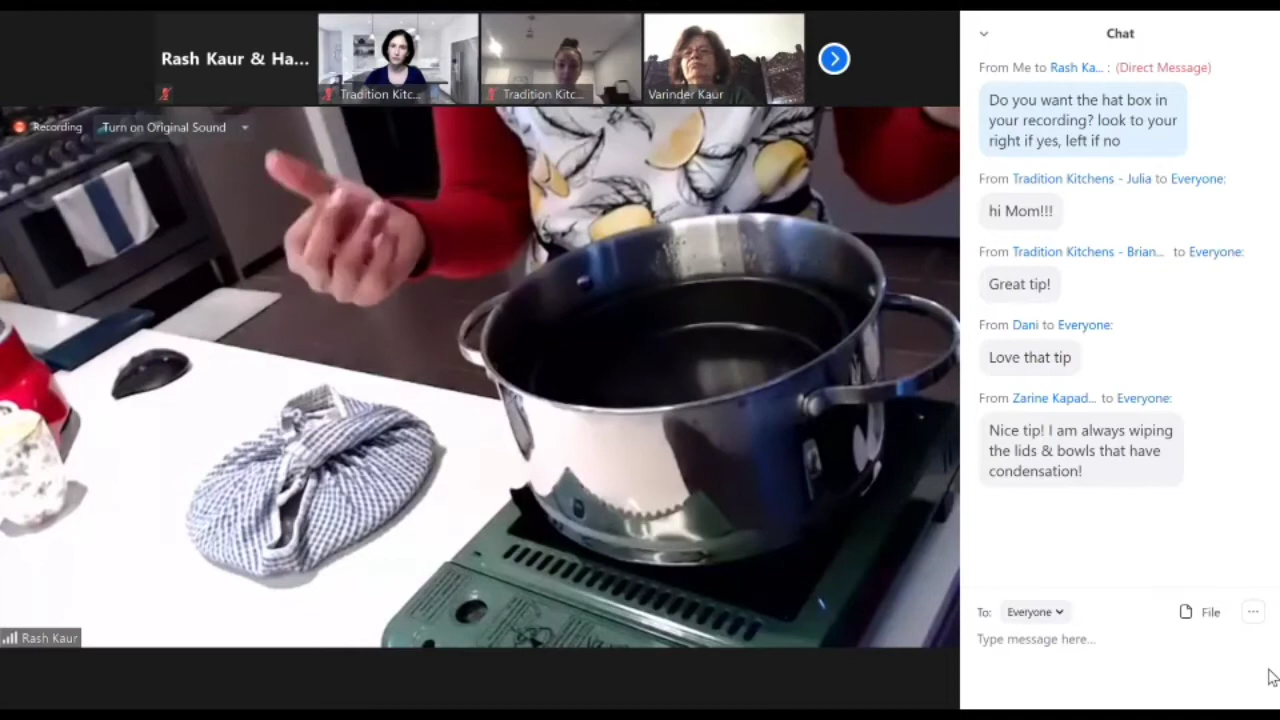 Rash Kaur & Ha...
Tradition Kitc...
Tradition Kitc...
Varinder Kaur
Recording
Turn on Original Sound
Rash Kaur
Chat
From Me to Rash Ka... : (Direct Message)
Do you want the hat box in
your recording? look to your
right if yes, left if no
From Tradition Kitchens - Julia to Everyone:
hi Mom!!!
From Tradition Kitchens - Brian... to Everyone:
Great tip!
From Dani to Everyone:
Love that tip
From Zarine Kapad... to Everyone:
Nice tip! I am always wiping
the lids & bowls that have
condensation!
To: Everyone
File
Type message here...